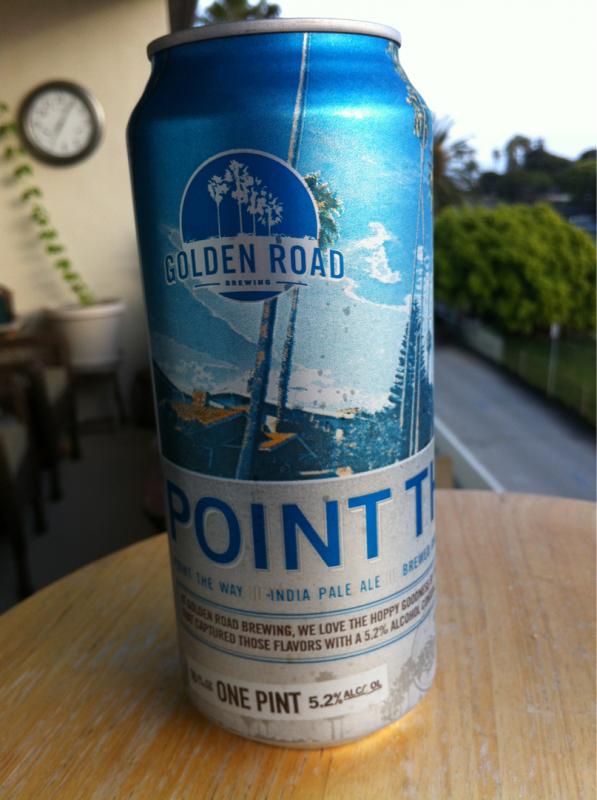 GOLDEN ROAD
BREWING
POINT TH
POINT THE WAY INDIA PALE ALE BREWED
GOLDEN ROAD BREWING, WE LOVE THE HOPPY GOODNESS
THAT CAPTURED THOSE FLAVORS WITH A 5.2% ALCOHOL
ONE PINT 5.2% ALC/VOL